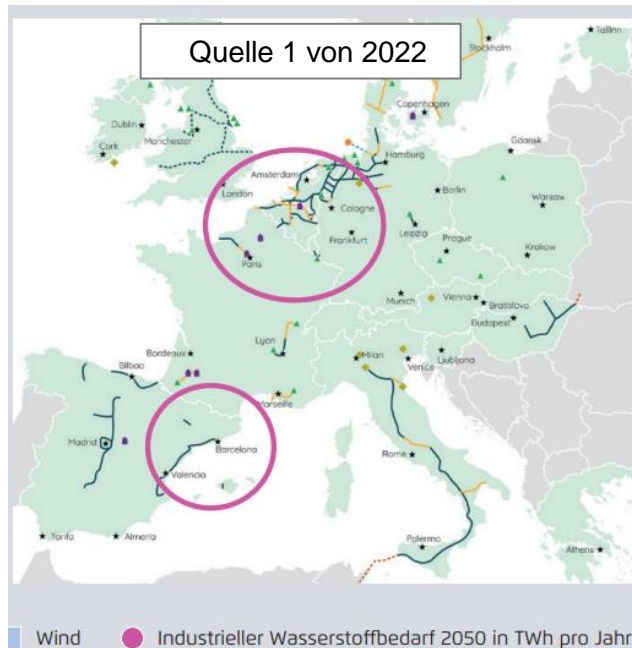 Quelle 1 von 2022
Tallinn
Stockholm
Copenhagen
Dublin
Manchester
Cork
Gdansk
Hamburg
Amsterdam
London
Berlin
Warsaw
Cologne
Leipzig
Frankfurt
Prague
Krakow
Paris
Munich
Vienna
Bratislava
Budapest
Lyon
Bordeaux
Milan
Venice
Ljubljana
Bilbao
Marseille
Madrid
Barcelona
Rome
Valencia
Palermo
Tarifa
Almería
Athens
Wind Industrieller Wasserstoffbedarf 2050 in TWh pro Jahr